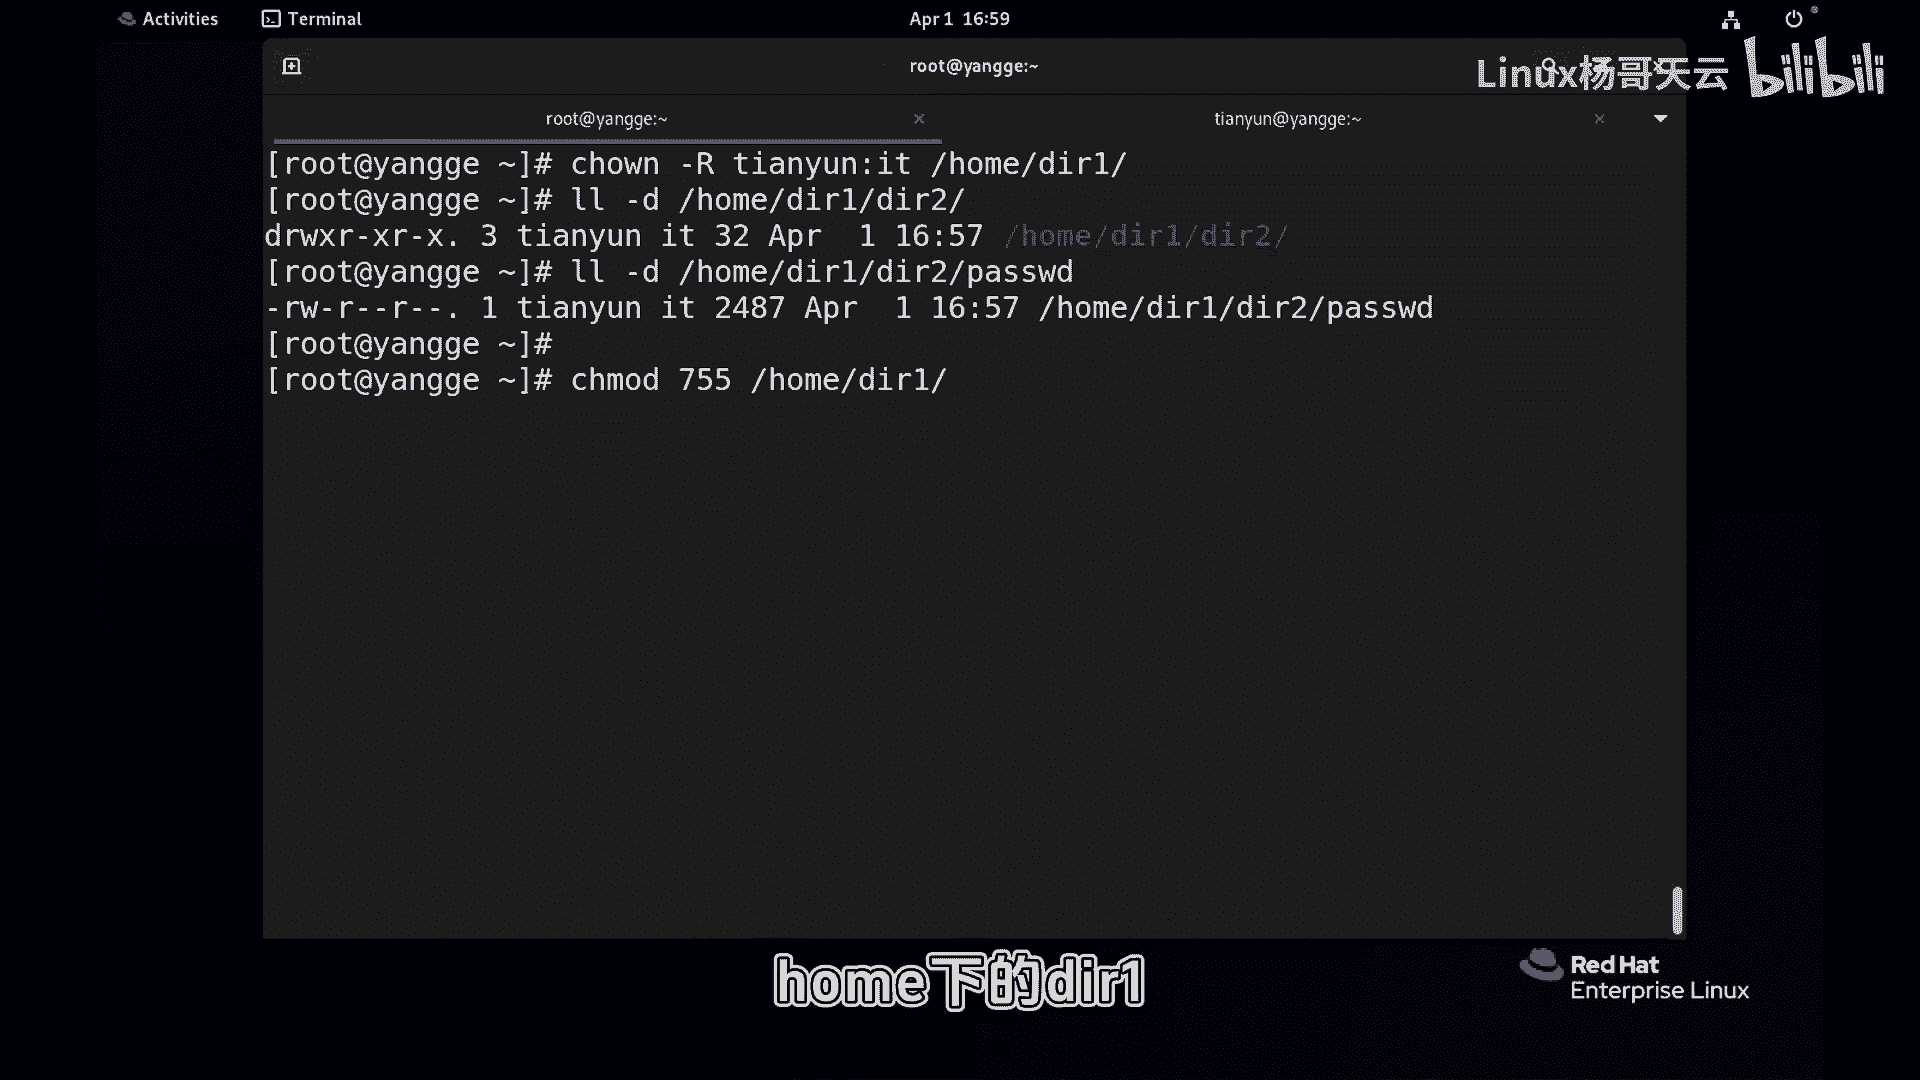 Activities
Terminal
Apr 1 16:59
root@yangge:~
Linux杨哥天云 bilibili
root@yangge:~
tianyun@yangge:~
[root@yangge ~]# chown -R tianyun:it /home/dir1/
[root@yangge ~]# ll -d /home/dir1/dir2/
drwxr-xr-x. 3 tianyun it 32 Apr  1 16:57 /home/dir1/dir2/
[root@yangge ~]# ll -d /home/dir1/dir2/passwd
-rw-r--r--. 1 tianyun it 2487 Apr  1 16:57 /home/dir1/dir2/passwd
[root@yangge ~]#
[root@yangge ~]# chmod 755 /home/dir1/
home下的dir1
Red Hat
Enterprise Linux